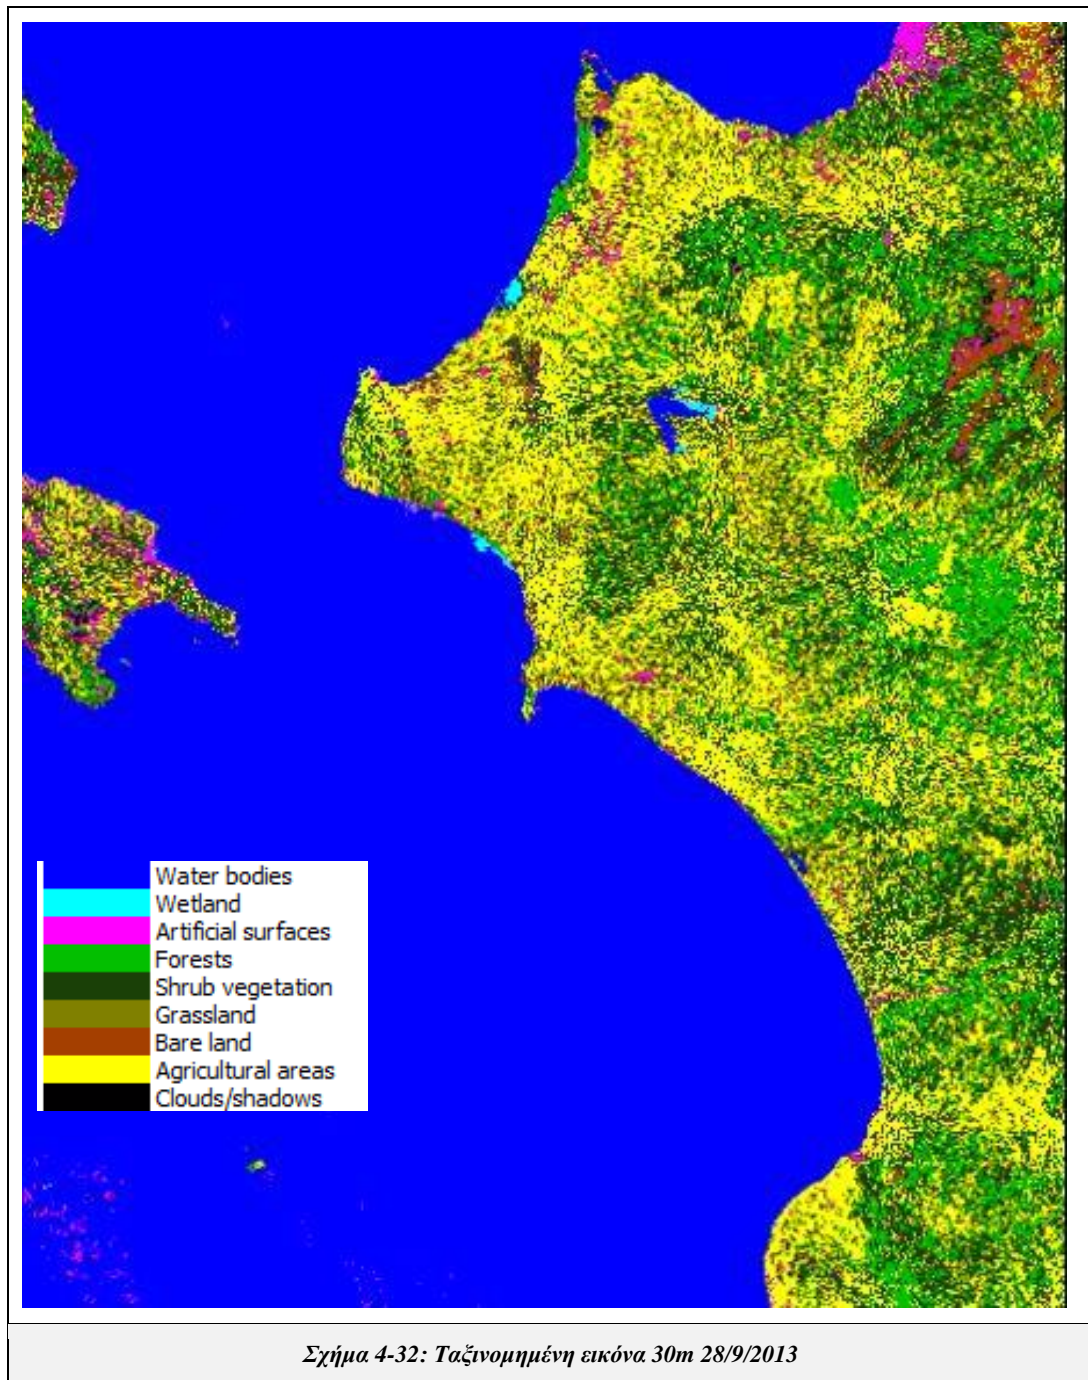 Water bodies
Wetland
Artificial surfaces
Forests
Shrub vegetation
Grassland
Bare land
Agricultural areas
Clouds/shadows
Σχήμα 4-32: Ταξινομημένη εικόνα 30m 28/9/2013